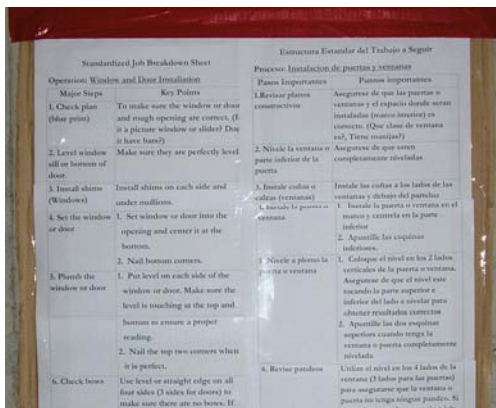 Standardized Job Breakdown Sheet
Operation: Window and Door Installation
Major Steps
Key Points
1. Check plan
(blue print)
To make sure the window or door
and rough opening are correct. (Is
it a picture window or slider? Does
it have bars?)
2. Level window
sill or bottom of
door.
Make sure they are perfectly level
3. Install shims
(Windows)
Install shims on each side and
under mullions.
4. Set the window
or door
1. Set window or door into the
opening and center it at the
bottom.
2. Nail bottom corners.
5. Plumb the
window or door
1. Put level on each side of the
window or door. Make sure the
level is touching at the top and
bottom to ensure a proper
reading.
2. Nail the top two corners when
it is perfect.
6. Check bows
Use level or straight edge on all
four sides (3 sides for doors) to
make sure there are no bows. If
Estructura Estandar del Trabajo a Seguir
Proceso: Instalacion de puertas y ventanas
Pasos Importantes
Puntos importantes
1.Revisar planos
constructivos
Asegurese de que las puertas o
ventanas y el espacio donde seran
instaladas (marco interior) es
correcto. (Que clase de ventana
es?, Tiene manijas?)
2. Nivele la ventana o
parte inferior de la
puerta
Asegurese de que esten
completamente niveladas
3. Instale cuñas o
calzas (ventanas)
Instale las cuñas a los lados de las
ventanas y debajo del parteluz
4. Instale la puerta o
ventana
1. Instale la puerta o ventana en el
marco y centrela en la parte
inferior
2. Apuntille las esquinas
inferiores.
5. Nivele a plomo la
puerta o ventana
1. Coloque el nivel en los 2 lados
verticales de la puerta o ventana.
Asegurese de que el nivel este
tocando la parte superior e
inferior del lado a nivelar para
obtener resultados correctos
2. Apuntille las dos esquinas
superiores cuando tenga la
ventana o puerta completamente
nivelada
6. Revise pandeos
Utilize el nivel en los 4 lados de la
ventana (3 lados para las puertas)
para asegurarse que la ventana o
puerta no tenga ningun pandeo. Si